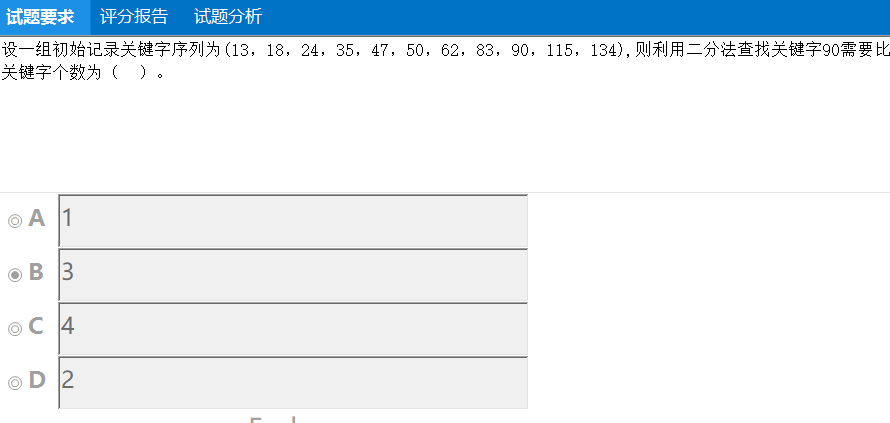 试题要求 评分报告 试题分析
设一组初始记录关键字序列为(13，18，24，35，47，50，62，83，90，115，134),则利用二分法查找关键字90需要比
关键字个数为（ ）。
A 1
B 3
C 4
D 2